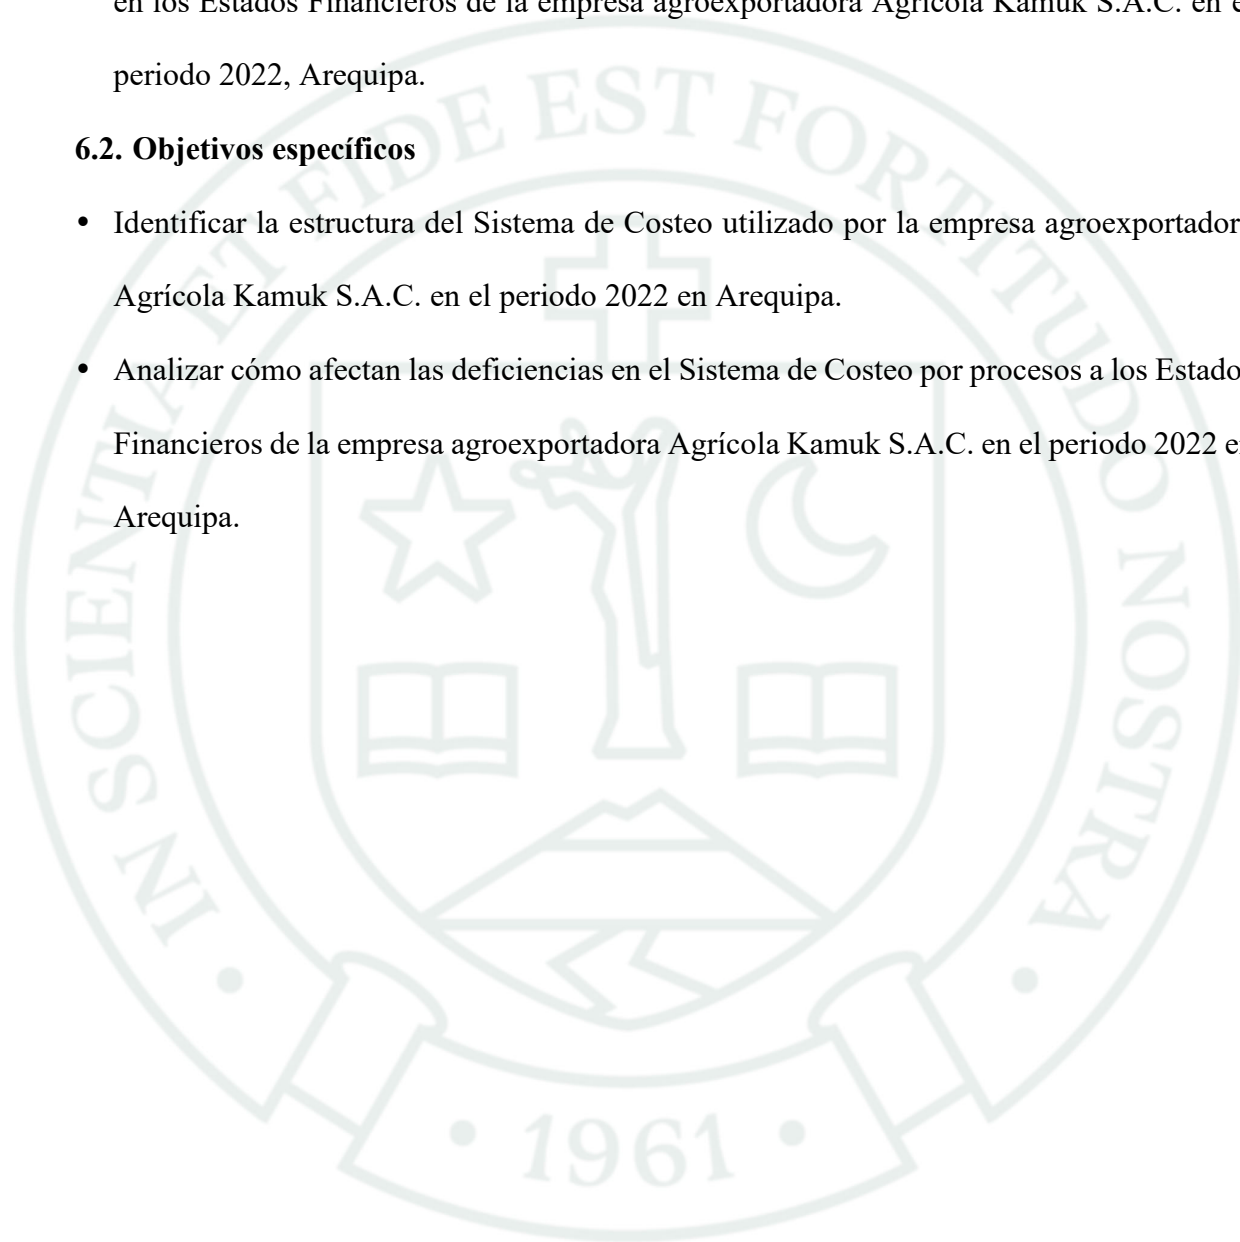 en los Estados Financieros de la empresa agroexportadora Agrícola Kamuk S.A.C. en e
periodo 2022, Arequipa.
6.2. Objetivos específicos
• Identificar la estructura del Sistema de Costeo utilizado por la empresa agroexportador
Agrícola Kamuk S.A.C. en el periodo 2022 en Arequipa.
• Analizar cómo afectan las deficiencias en el Sistema de Costeo por procesos a los Estado
Financieros de la empresa agroexportadora Agrícola Kamuk S.A.C. en el periodo 2022 e
Arequipa.
IN SCIENTIA ET FIDE EST FORTITUDO NOSTRA
• 1961 •